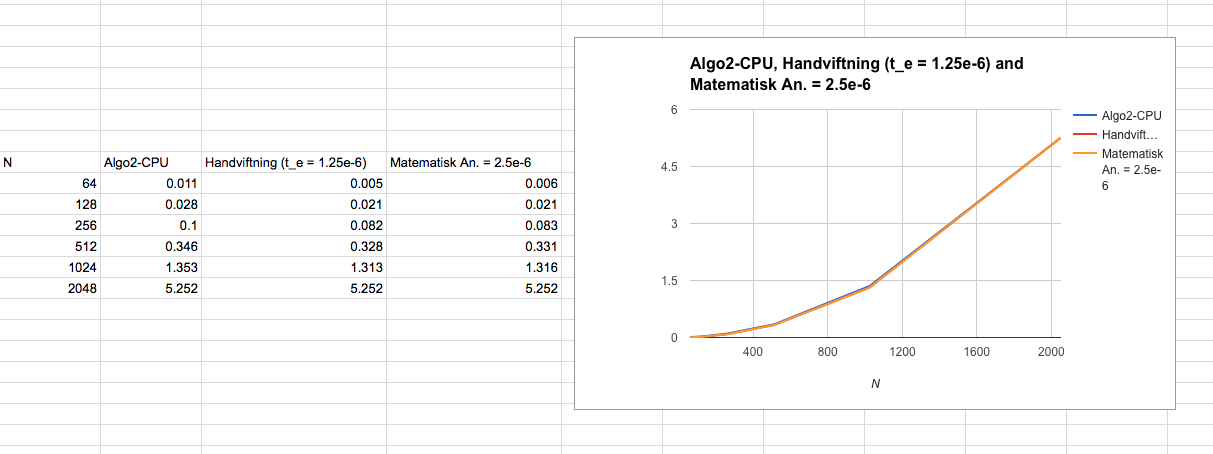 N Algo2-CPU Handviftning (t_e = 1.25e-6) Matematisk An. = 2.5e-6
64 0.011 0.005 0.006
128 0.028 0.021 0.021
256 0.1 0.082 0.083
512 0.346 0.328 0.331
1024 1.353 1.313 1.316
2048 5.252 5.252 5.252
Algo2-CPU, Handviftning (t_e = 1.25e-6) and
Matematisk An. = 2.5e-6
6
4.5
3
1.5
0
400 800 1200 1600 2000
N
Algo2-CPU
Handvift...
Matematisk
An. = 2.5e-
6